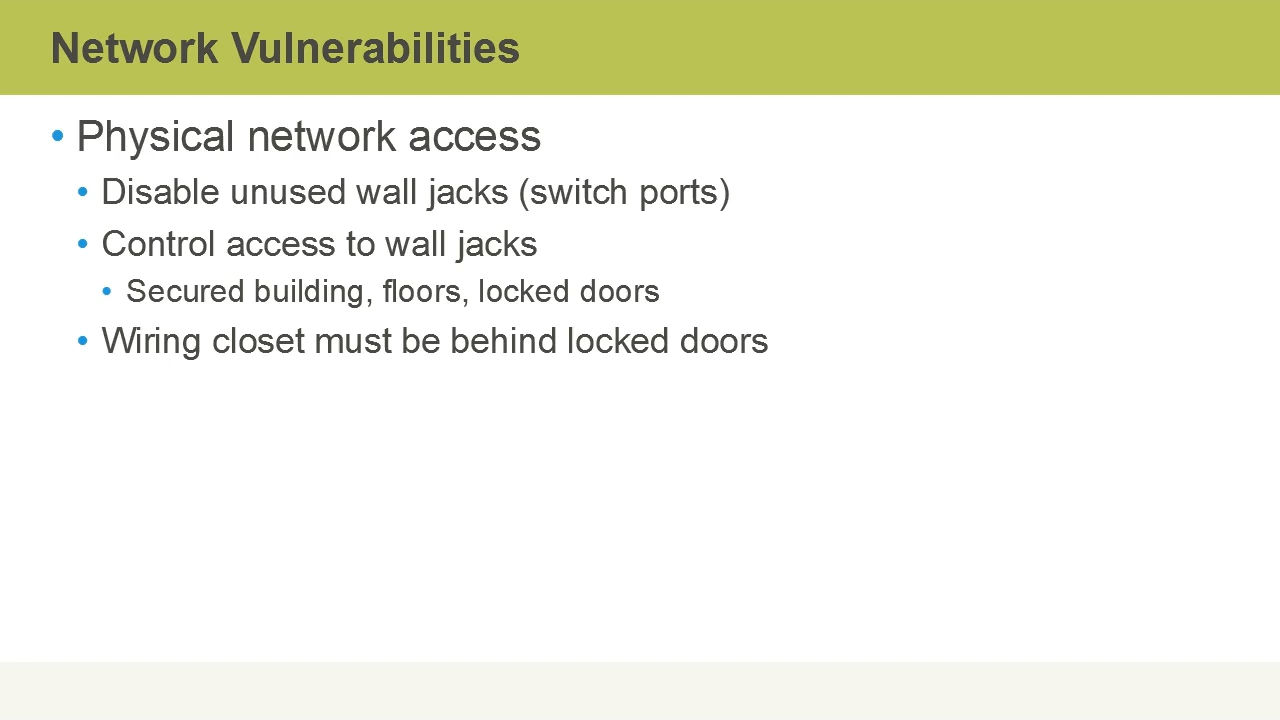 Network Vulnerabilities
• Physical network access
• Disable unused wall jacks (switch ports)
• Control access to wall jacks
• Secured building, floors, locked doors
• Wiring closet must be behind locked doors